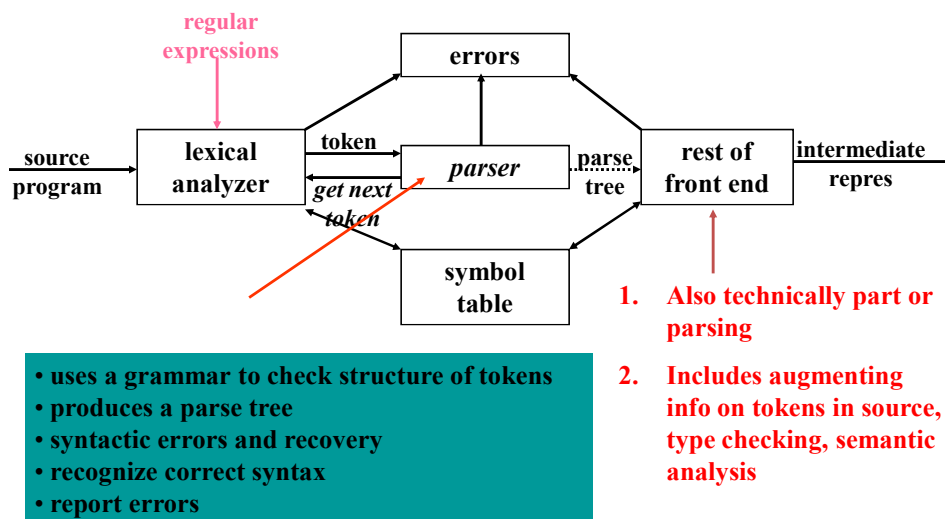 regular
expressions
errors
source
program
lexical
analyzer
token
get next
token
parser
parse
tree
rest of
front end
intermediate
repres
symbol
table
1. Also technically part or
parsing
2. Includes augmenting
info on tokens in source,
type checking, semantic
analysis
• uses a grammar to check structure of tokens
• produces a parse tree
• syntactic errors and recovery
• recognize correct syntax
• report errors